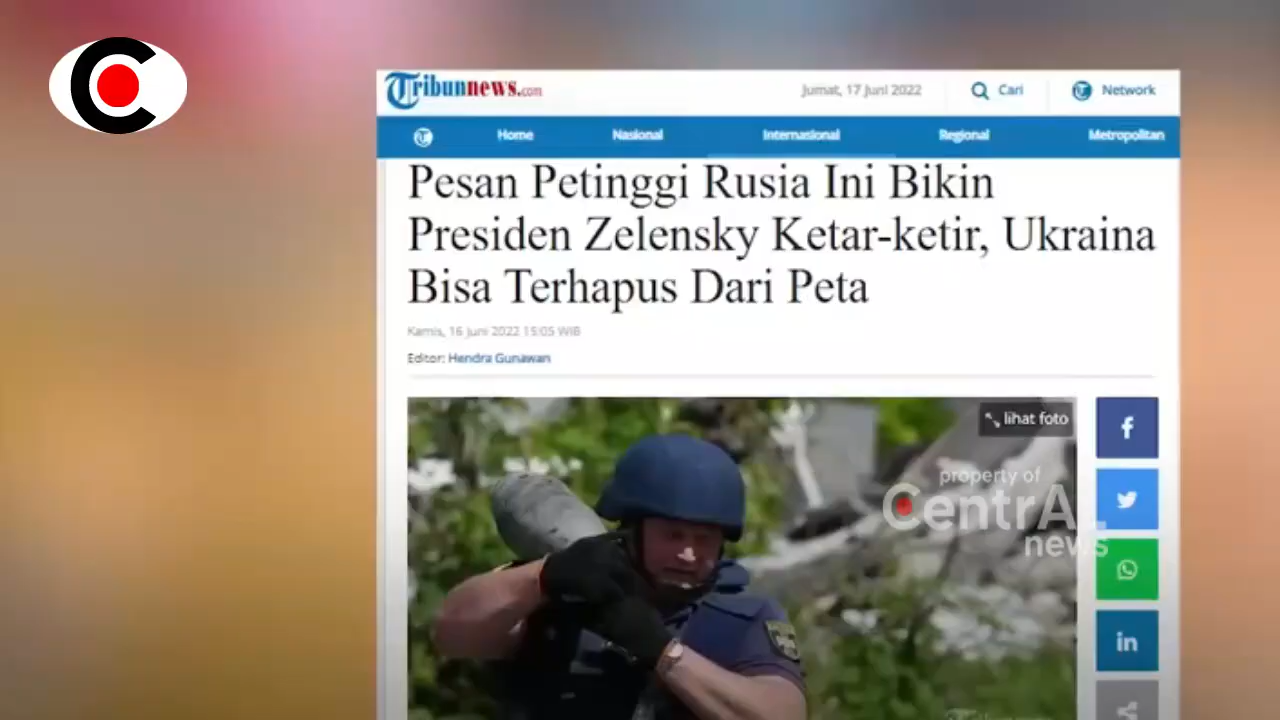 Tribunnews.com
Jumat, 17 Juni 2022
Cari
Network
Home
Nasional
Internasional
Regional
Metropolitan
Pesan Petinggi Rusia Ini Bikin
Presiden Zelensky Ketar-ketir, Ukraina
Bisa Terhapus Dari Peta
Kamis, 16 Juni 2022 15:05 WIB
Editor: Hendra Gunawan
lihat foto
property of
CentrAL
news